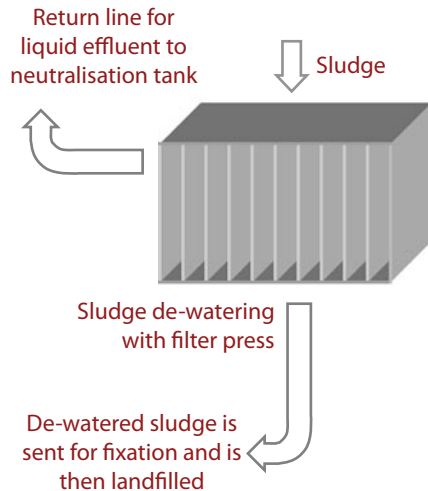 Return line for
liquid effluent to
neutralisation tank
Sludge
Sludge de-watering
with filter press
De-watered sludge is
sent for fixation and is
then landfilled